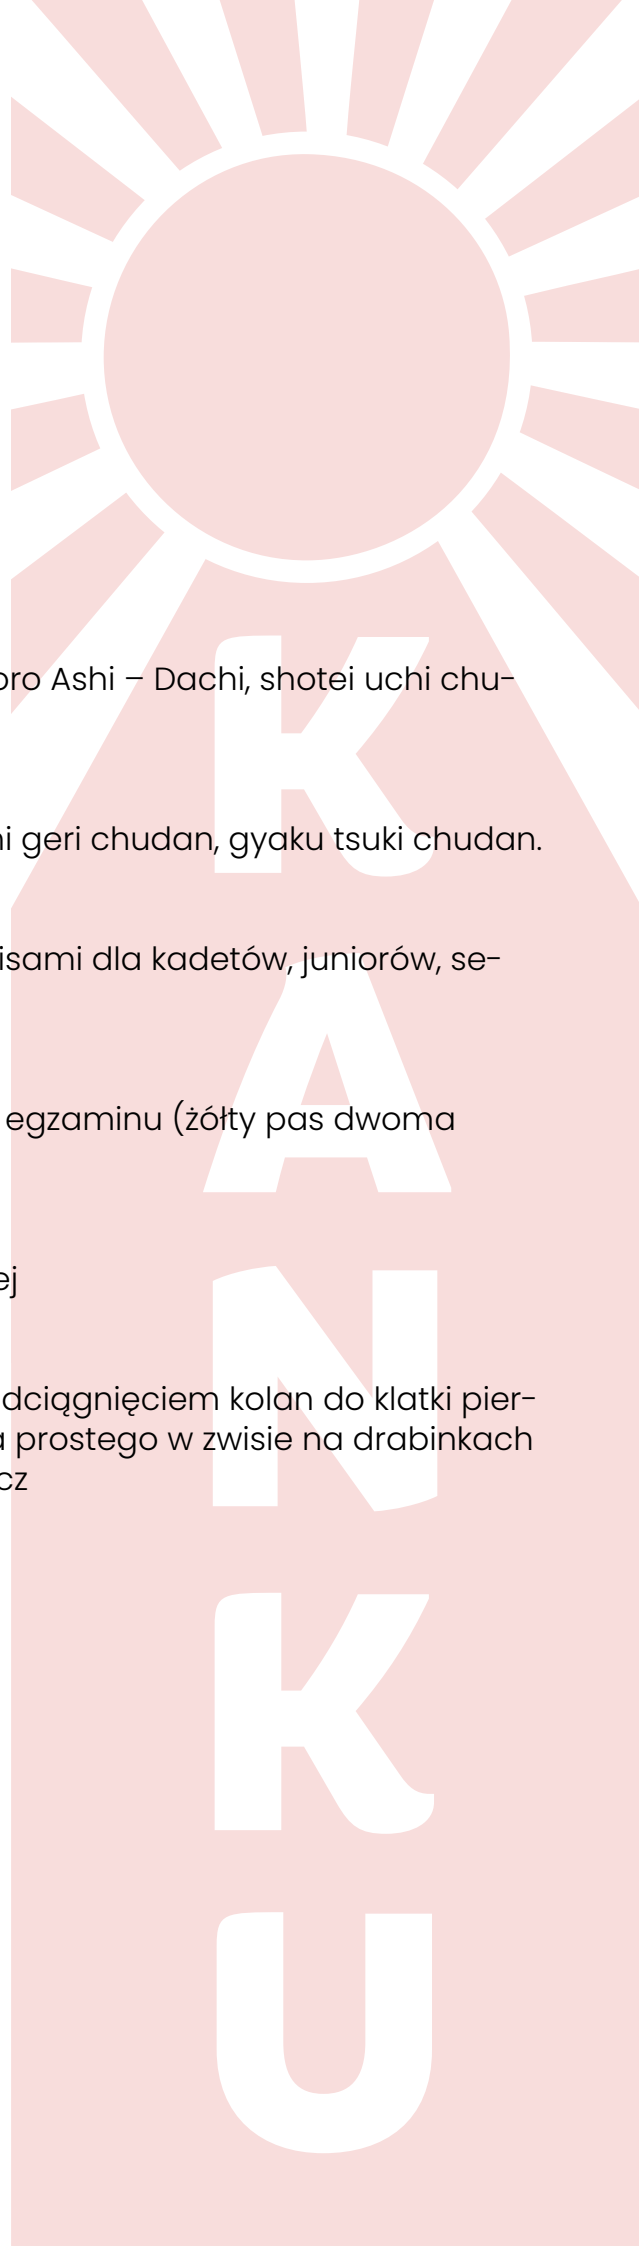 oro Ashi – Dachi, shotei uchi chu-
K
ni geri chudan, gyaku tsuki chudan.
isami dla kadetów, juniorów, se-
A
egzaminu (żółty pas dwoma
ej
N
dciągnięciem kolan do klatki pier-
a prostego w zwisie na drabinkach
cz
K
U